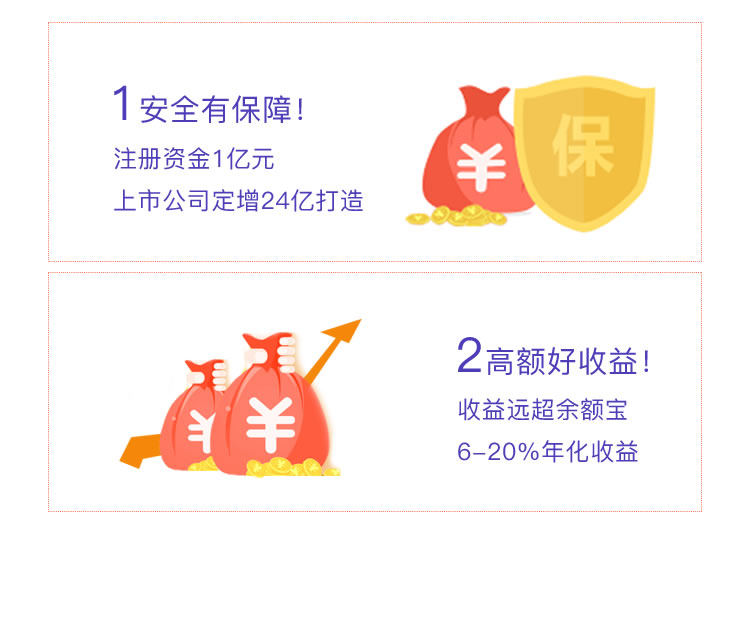 1安全有保障!
注册资金1亿元
上市公司定增24亿打造
¥
保
2高额好收益!
收益远超余额宝
6-20%年化收益
¥
¥